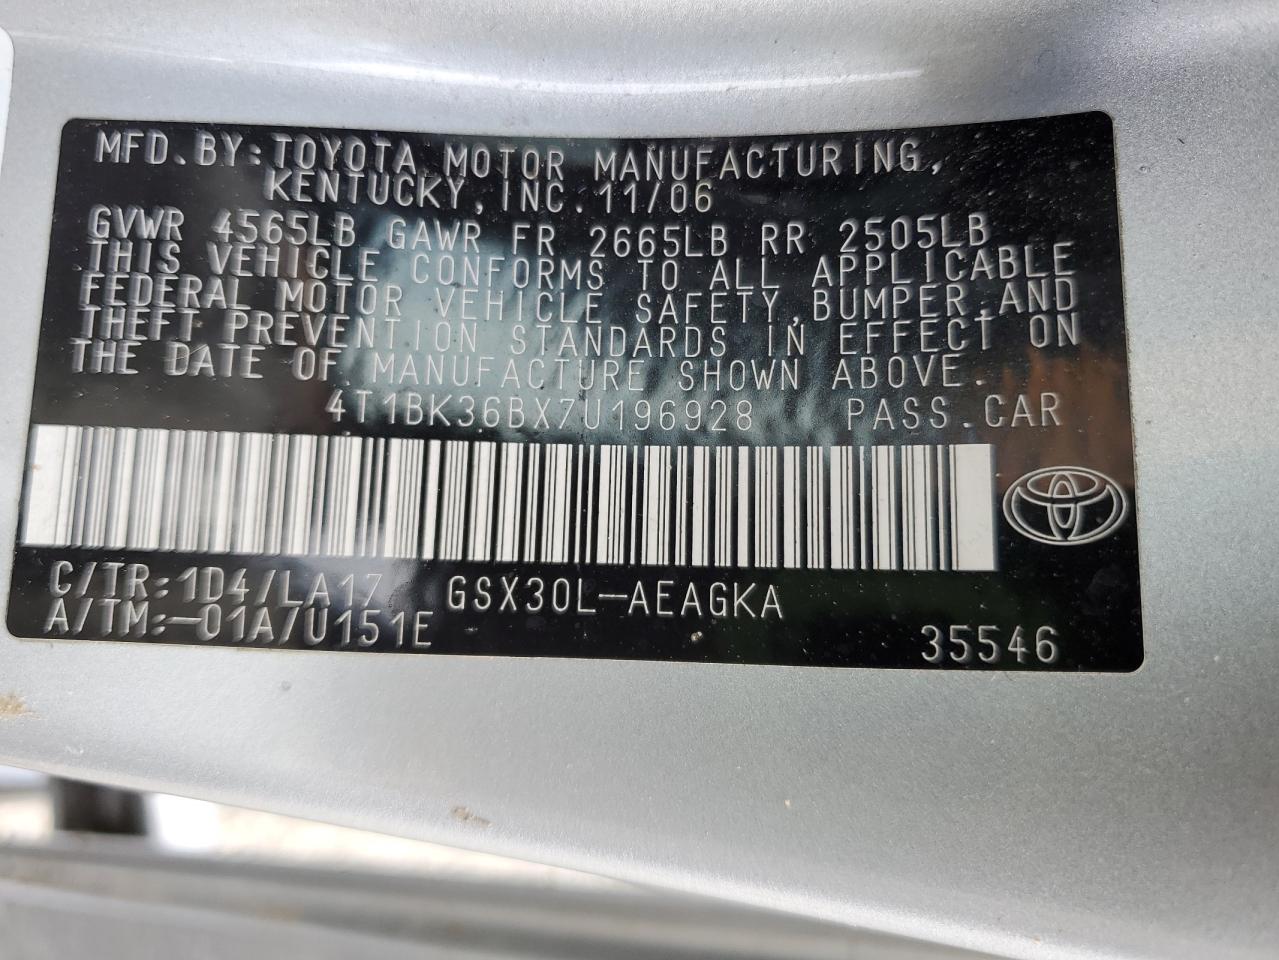 MFD.BY:TOYOTA MOTOR MANUFACTURING,
KENTUCKY,INC.11/06
GVWR 4565LB GAWR FR 2665LB RR 2505LB
THIS VEHICLE CONFORMS TO ALL APPLICABLE
FEDERAL MOTOR VEHICLE SAFETY,BUMPER,AND
THEFT PREVENTION STANDARDS IN EFFECT ON
THE DATE OF MANUFACTURE SHOWN ABOVE.
4T1BK36BX7U196928 PASS.CAR
C/TR:1D4/LA17 GSX30L-AEAGKA
A/TM:-01A/U151E
35546